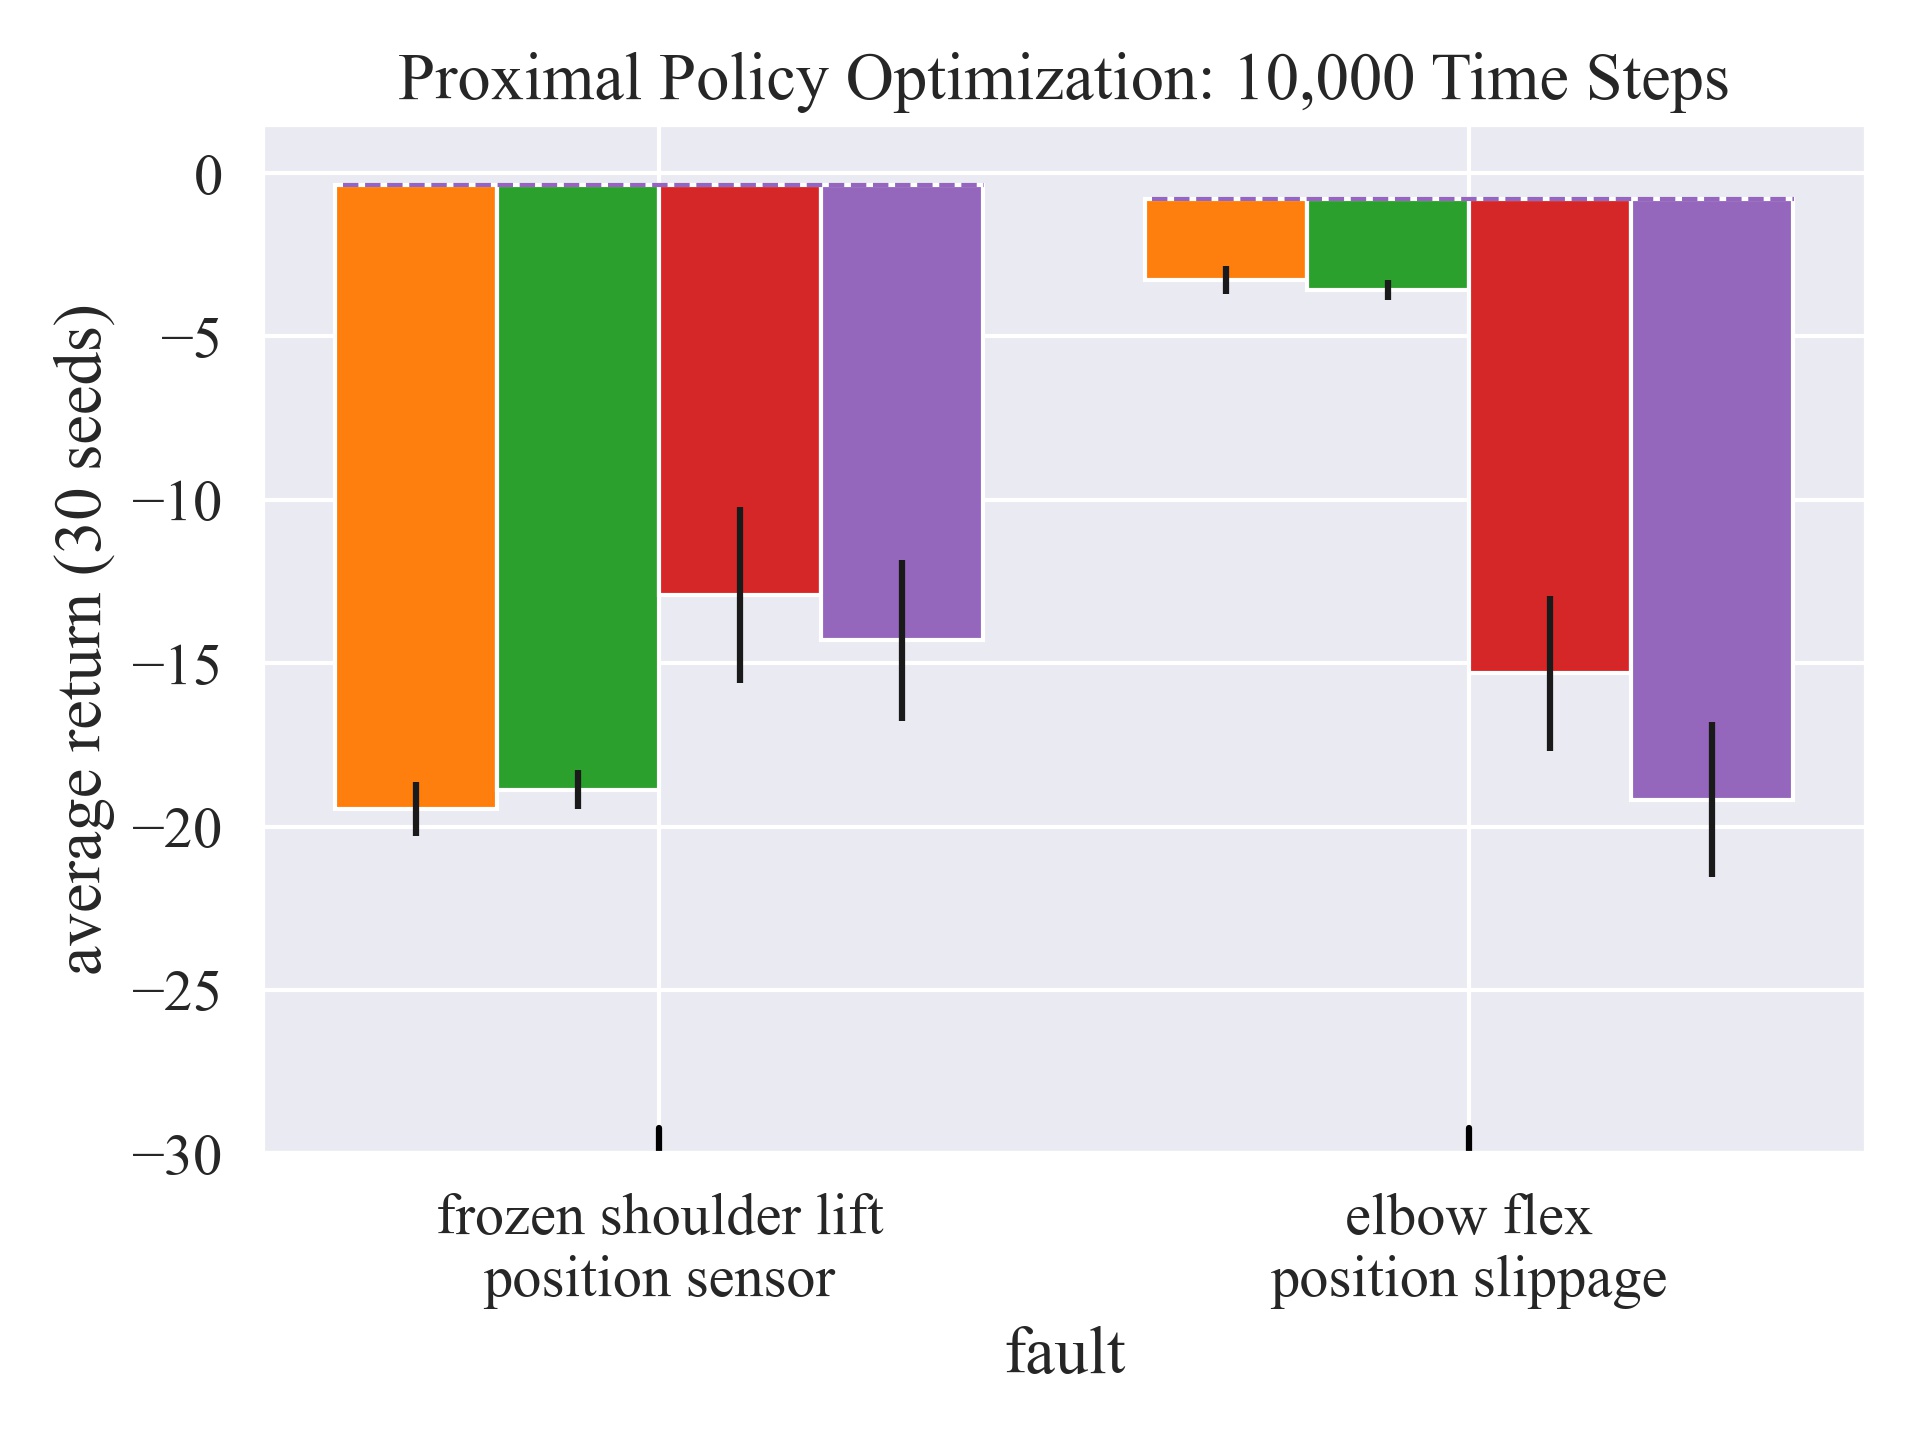 Proximal Policy Optimization: 10,000 Time Steps
average return (30 seeds)
0
−5
−10
−15
−20
−25
−30
frozen shoulder lift
position sensor
elbow flex
position slippage
fault